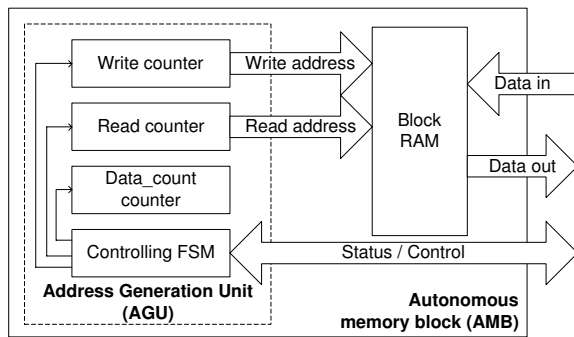 Write counter
Write address
Data in
Read counter
Read address
Block
RAM
Data_count
counter
Data out
Controlling FSM
Status / Control
Address Generation Unit
(AGU)
Autonomous
memory block (AMB)